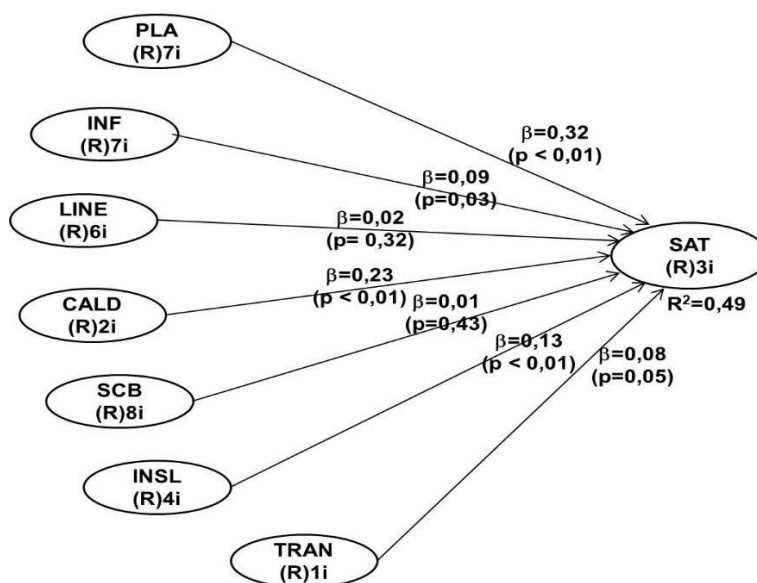 PLA
(R)7i
INF
(R)7i
β=0,32
(p < 0,01)
β=0,09
(p=0,03)
LINE
(R)6i
β=0,02
(p= 0,32)
SAT
(R)3i
R²=0,49
CALD
(R)2i
β=0,23
(p < 0,01)
β=0,01
(p=0,43)
SCB
(R)8i
β=0,13
(p < 0,01)
β=0,08
(p=0,05)
INSL
(R)4i
TRAN
(R)1i